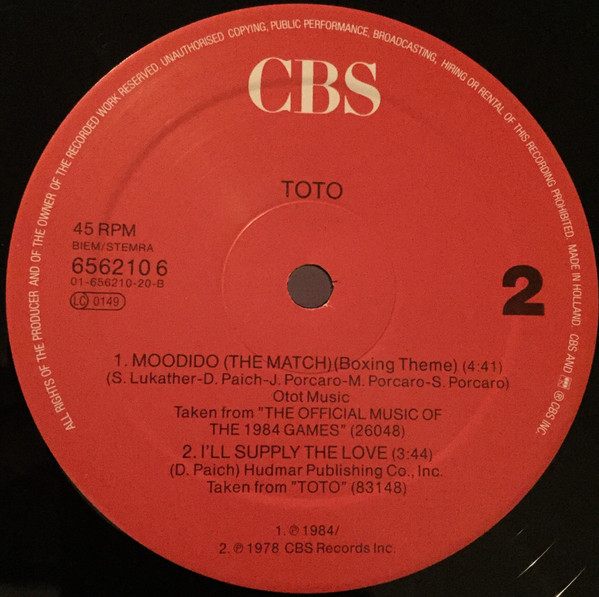 ALL RIGHTS OF THE PRODUCER AND OF THE OWNER OF THE RECORDED WORK RESERVED. UNAUTHORISED COPYING, PUBLIC PERFORMANCE, BROADCASTING, HIRING OR RENTAL OF THIS RECORDING PROHIBITED. MADE IN HOLLAND. CBS AND ℗ CBS INC.
CBS
TOTO
45 RPM
BIEM/STEMRA
656210 6
01-656210-20-B
LC 0149
2
1. MOODIDO (THE MATCH)(Boxing Theme) (4:41)
(S. Lukather-D. Paich-J. Porcaro-M. Porcaro-S. Porcaro)
Otot Music
Taken from "THE OFFICIAL MUSIC OF
THE 1984 GAMES" (26048)
2. I'LL SUPPLY THE LOVE (3:44)
(D. Paich) Hudmar Publishing Co., Inc.
Taken from "TOTO" (83148)
1. ℗ 1984/
2. ℗ 1978 CBS Records Inc.